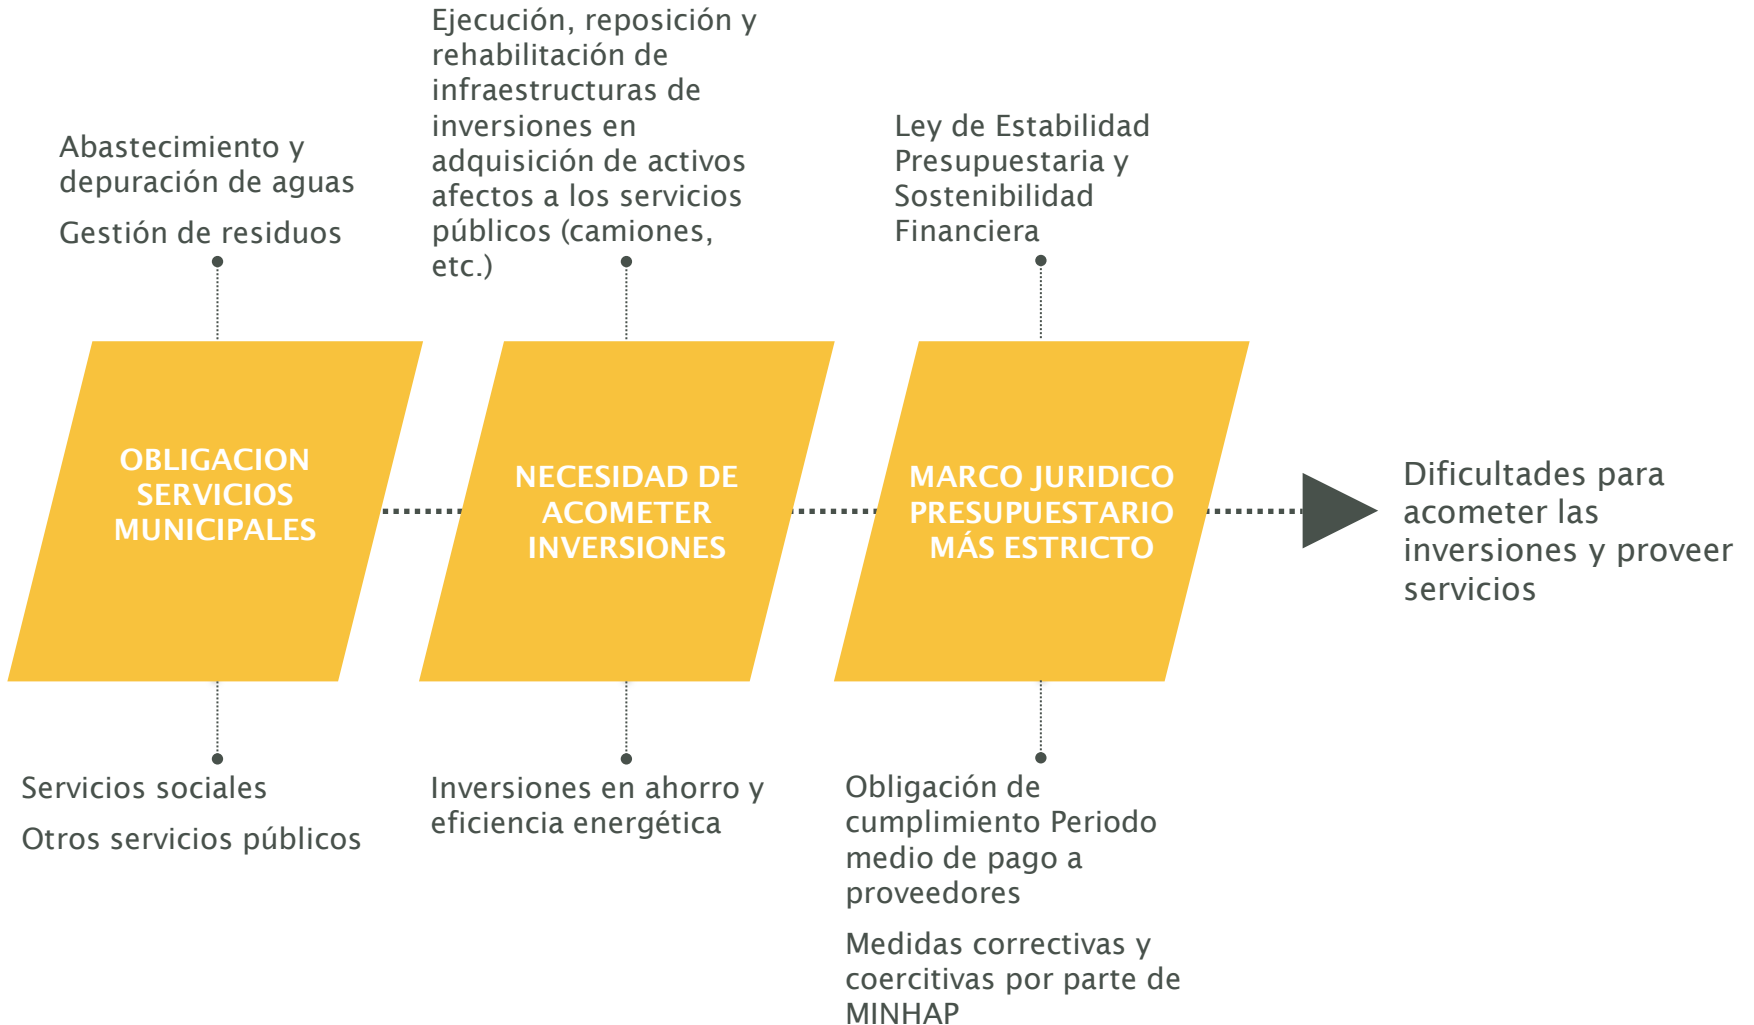 Abastecimiento y
depuración de aguas
Gestión de residuos
Ejecución, reposición y
rehabilitación de
infraestructuras de
inversiones en
adquisición de activos
afectos a los servicios
públicos (camiones,
etc.)
Ley de Estabilidad
Presupuestaria y
Sostenibilidad
Financiera
OBLIGACION
SERVICIOS
MUNICIPALES
NECESIDAD DE
ACOMETER
INVERSIONES
MARCO JURIDICO
PRESUPUESTARIO
MÁS ESTRICTO
Dificultades para
acometer las
inversiones y proveer
servicios
Servicios sociales
Otros servicios públicos
Inversiones en ahorro y
eficiencia energética
Obligación de
cumplimiento Periodo
medio de pago a
proveedores
Medidas correctivas y
coercitivas por parte de
MINHAP